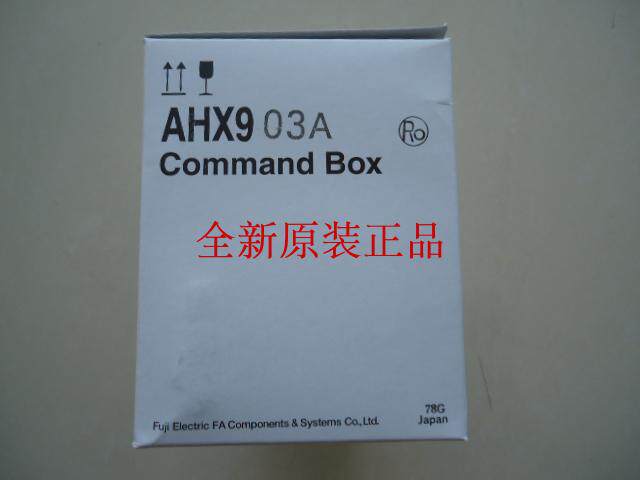 AHX9 03A
Ro
Command Box
全新原装正品
78G
Fuji Electric FA Components & Systems Co., Ltd.
Japan